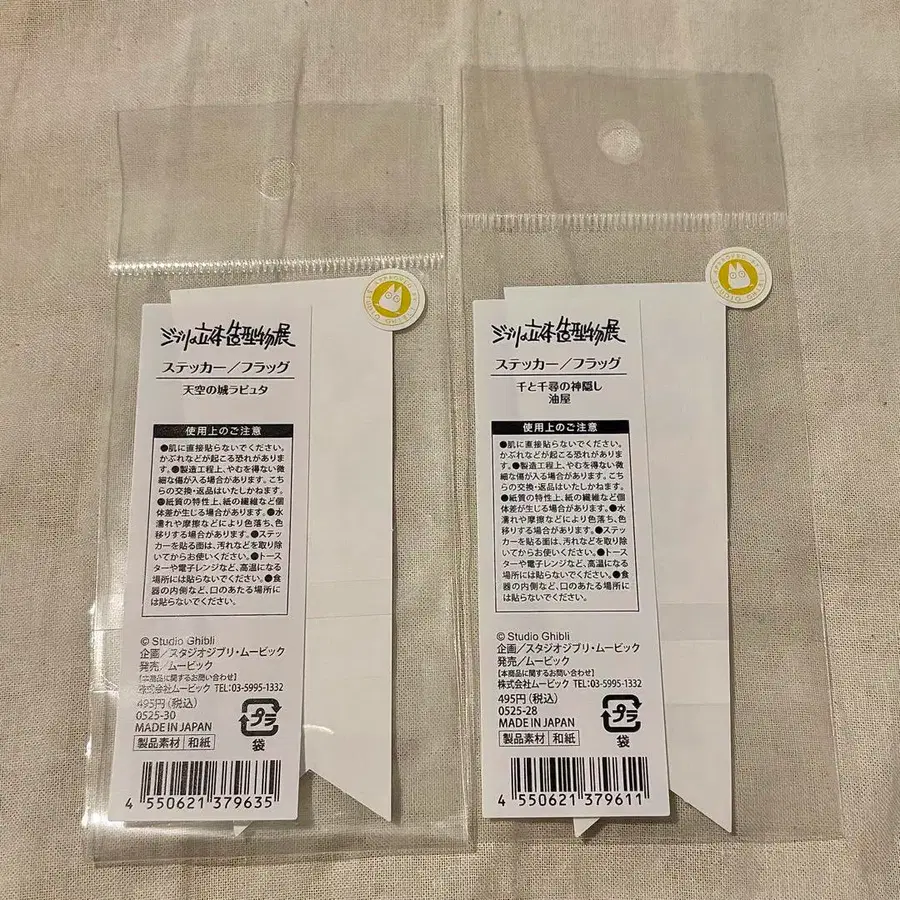 ジブリの立体造型物展
ステッカー／フラッグ
天空の城ラピュタ
使用上のご注意
●肌に直接貼らないでください。
かぶれなどが起こる恐れがありま
す。●製造工程上、やむを得ない微
細な傷が入る場合があります。こち
らの交換・返品はいたしかねます。
●紙質の特性上、紙の繊維など個
体差が生じる場合があります。●水
濡れや摩擦などにより色落ち、色
移りする場合があります。●ステッ
カーを貼る面は、汚れなどを取り除
いてからお使いください。●トース
ターや電子レンジなど、高温になる
場所には貼らないでください。●食
器の内側など、口のあたる場所に
は貼らないでください。
© Studio Ghibli
企画／スタジオジブリ・ムービック
発売／ムービック
【本商品に関するお問い合わせ】
株式会社ムービック TEL：03-5995-1332
495円（税込）
0525-30
MADE IN JAPAN
製品素材 和紙
プラ
袋
4 550621 379635
ジブリの立体造型物展
ステッカー／フラッグ
千と千尋の神隠し
油屋
使用上のご注意
●肌に直接貼らないでください。
かぶれなどが起こる恐れがありま
す。●製造工程上、やむを得ない微
細な傷が入る場合があります。こち
らの交換・返品はいたしかねます。
●紙質の特性上、紙の繊維など個
体差が生じる場合があります。●水
濡れや摩擦などにより色落ち、色
移りする場合があります。●ステッ
カーを貼る面は、汚れなどを取り除
いてからお使いください。●トース
ターや電子レンジなど、高温になる
場所には貼らないでください。●食
器の内側など、口のあたる場所に
は貼らないでください。
© Studio Ghibli
企画／スタジオジブリ・ムービック
発売／ムービック
【本商品に関するお問い合わせ】
株式会社ムービック TEL：03-5995-1332
495円（税込）
0525-28
MADE IN JAPAN
製品素材 和紙
プラ
袋
4 550621 379611